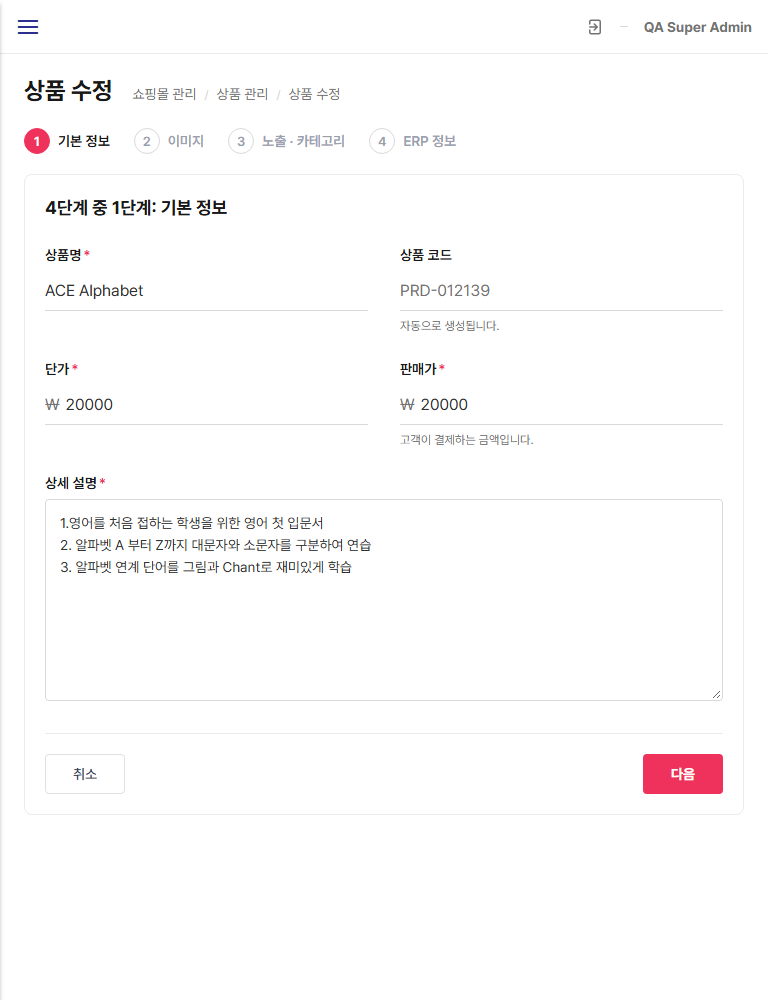 QA Super Admin
상품 수정
쇼핑몰 관리 / 상품 관리 / 상품 수정
1 기본 정보 2 이미지 3 노출 · 카테고리 4 ERP 정보
4단계 중 1단계: 기본 정보
상품명 * 상품 코드
ACE Alphabet PRD-012139
자동으로 생성됩니다.
단가 * 판매가 *
₩ 20000 ₩ 20000
고객이 결제하는 금액입니다.
상세 설명 *
1.영어를 처음 접하는 학생을 위한 영어 첫 입문서
2. 알파벳 A 부터 Z까지 대문자와 소문자를 구분하여 연습
3. 알파벳 연계 단어를 그림과 Chant로 재미있게 학습
취소 다음